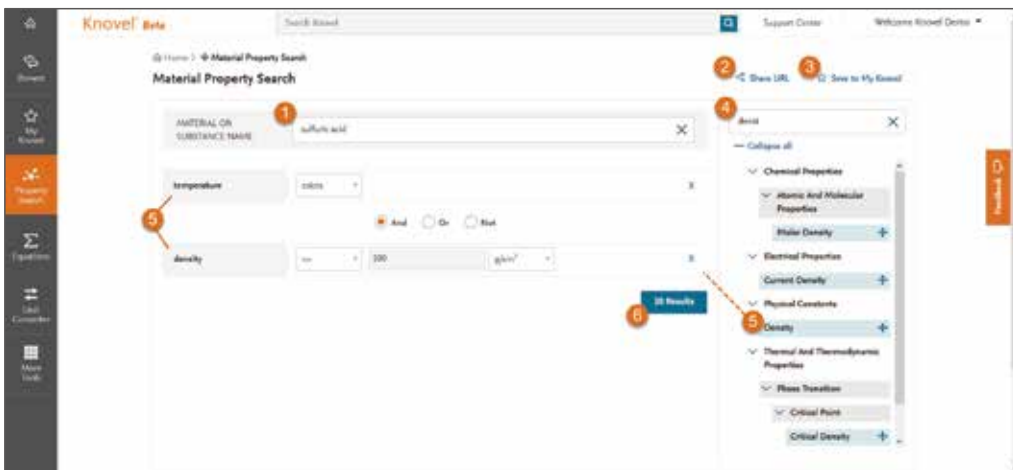 Knovel Beta
Search Knovel
Support Center
Welcome Knovel Demo
Browse
My Knovel
Property Search
Equations
Unit Converter
More Tools
Home > Material Property Search
Material Property Search
2 Share URL
3 Save to My Knovel
MATERIAL OR
SUBSTANCE NAME
1
sulfuric acid
X
temperature
exists
X
5
And
Or
Not
density
100
g/cm³
X
6
30 Results
4
densi
X
— Collapse all
Chemical Properties
Atomic And Molecular
Properties
Molar Density +
Electrical Properties
Current Density +
Physical Constants
5
Density +
Thermal And Thermodynamic
Properties
Phase Transition
Critical Point
Critical Density +
Feedback